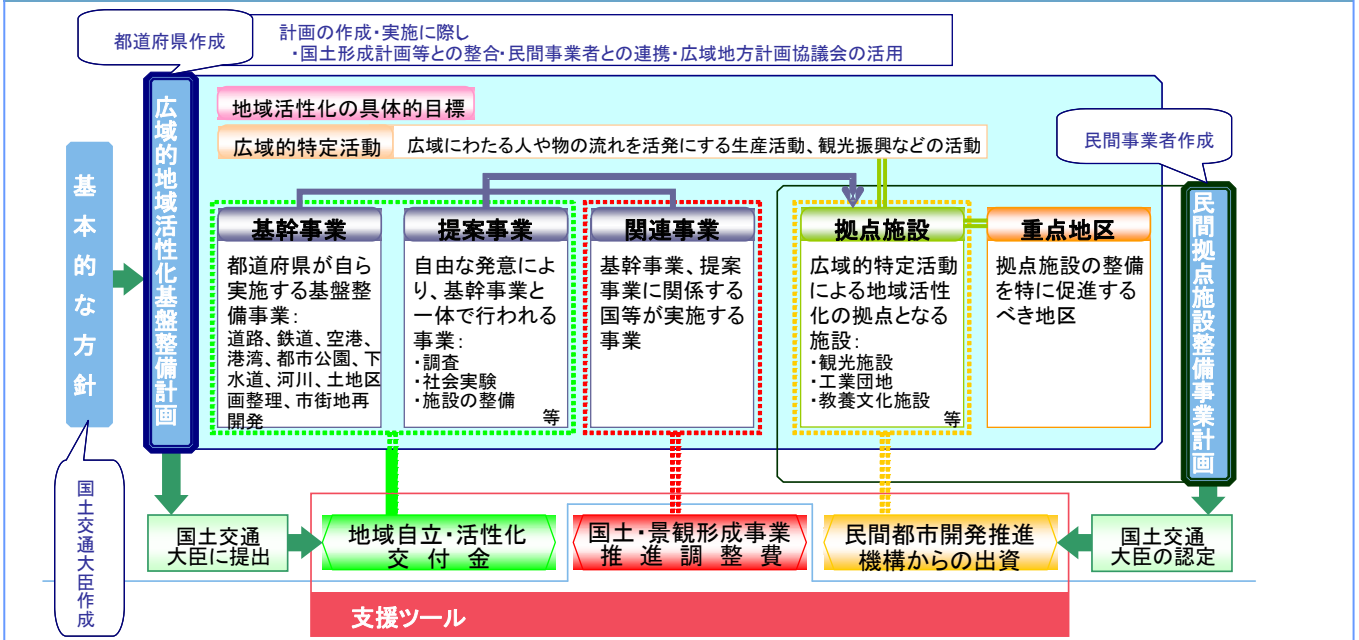 都道府県作成
計画の作成・実施に際し
・国土形成計画等との整合・民間事業者との連携・広域地方計画協議会の活用
基本的な方針
国土交通大臣作成
広域的地域活性化基盤整備計画
地域活性化の具体的目標
広域的特定活動
広域にわたる人や物の流れを活発にする生産活動、観光振興などの活動
民間事業者作成
民間拠点施設整備事業計画
基幹事業
都道府県が自ら
実施する基盤整
備事業：
道路、鉄道、空港、
港湾、都市公園、下
水道、河川、土地区
画整理、市街地再
開発
提案事業
自由な発意によ
り、基幹事業と
一体で行われる
事業：
・調査
・社会実験
・施設の整備
等
関連事業
基幹事業、提案
事業に関係する
国等が実施する
事業
拠点施設
広域的特定活動
による地域活性
化の拠点となる
施設：
・観光施設
・工業団地
・教養文化施設
等
重点地区
拠点施設の整備
を特に促進する
べき地区
国土交通
大臣に提出
地域自立・活性化
交付金
国土・景観形成事業
推進調整費
民間都市開発推進
機構からの出資
国土交通
大臣の認定
支援ツール